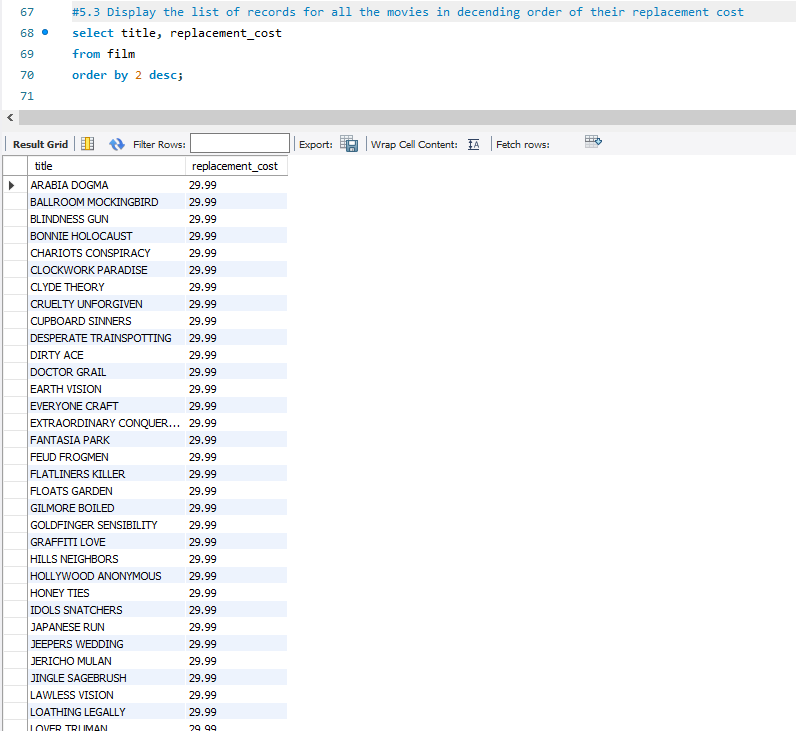 67 #5.3 Display the list of records for all the movies in decending order of their replacement cost
68 select title, replacement_cost
69 from film
70 order by 2 desc;
71
Result Grid Filter Rows: Export: Wrap Cell Content: IA Fetch rows:
title replacement_cost
ARABIA DOGMA 29.99
BALLROOM MOCKINGBIRD 29.99
BLINDNESS GUN 29.99
BONNIE HOLOCAUST 29.99
CHARIOTS CONSPIRACY 29.99
CLOCKWORK PARADISE 29.99
CLYDE THEORY 29.99
CRUELTY UNFORGIVEN 29.99
CUPBOARD SINNERS 29.99
DESPERATE TRAINSPOTTING 29.99
DIRTY ACE 29.99
DOCTOR GRAIL 29.99
EARTH VISION 29.99
EVERYONE CRAFT 29.99
EXTRAORDINARY CONQUER... 29.99
FANTASIA PARK 29.99
FEUD FROGMEN 29.99
FLATLINERS KILLER 29.99
FLOATS GARDEN 29.99
GILMORE BOILED 29.99
GOLDFINGER SENSIBILITY 29.99
GRAFFITI LOVE 29.99
HILLS NEIGHBORS 29.99
HOLLYWOOD ANONYMOUS 29.99
HONEY TIES 29.99
IDOLS SNATCHERS 29.99
JAPANESE RUN 29.99
JEEPERS WEDDING 29.99
JERICHO MULAN 29.99
JINGLE SAGEBRUSH 29.99
LAWLESS VISION 29.99
LOATHING LEGALLY 29.99
LOVER TRUMAN 29.99